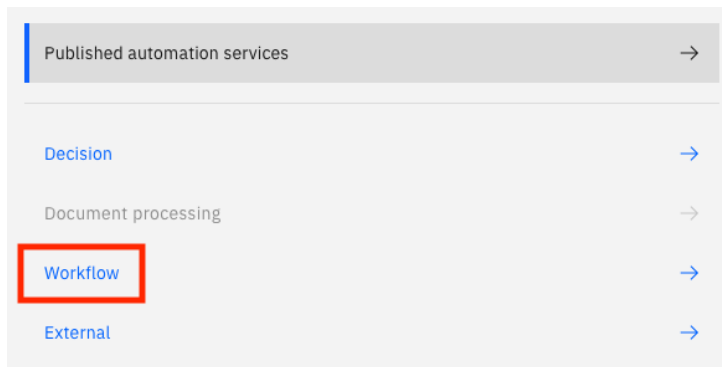 Published automation services
Decision
Document processing
Workflow
External